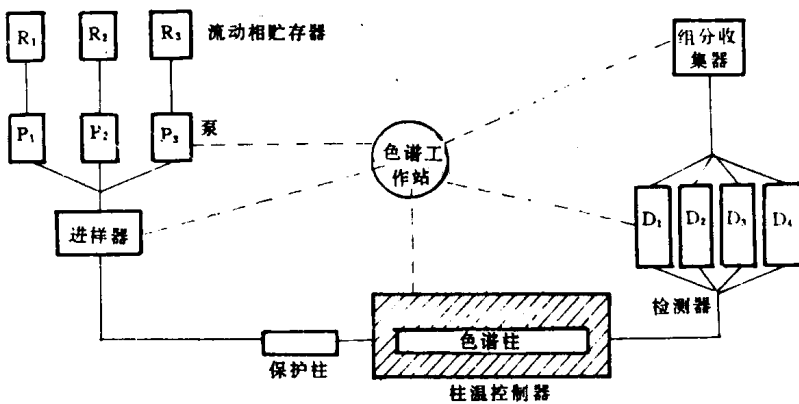 R₁ R₂ R₃ 流动相贮存器
组分收
集器
P₁ P₂ P₃ 泵
色谱工
作站
进样器
D₁ D₂ D₃ D₄
检测器
色谱柱
保护柱
柱温控制器